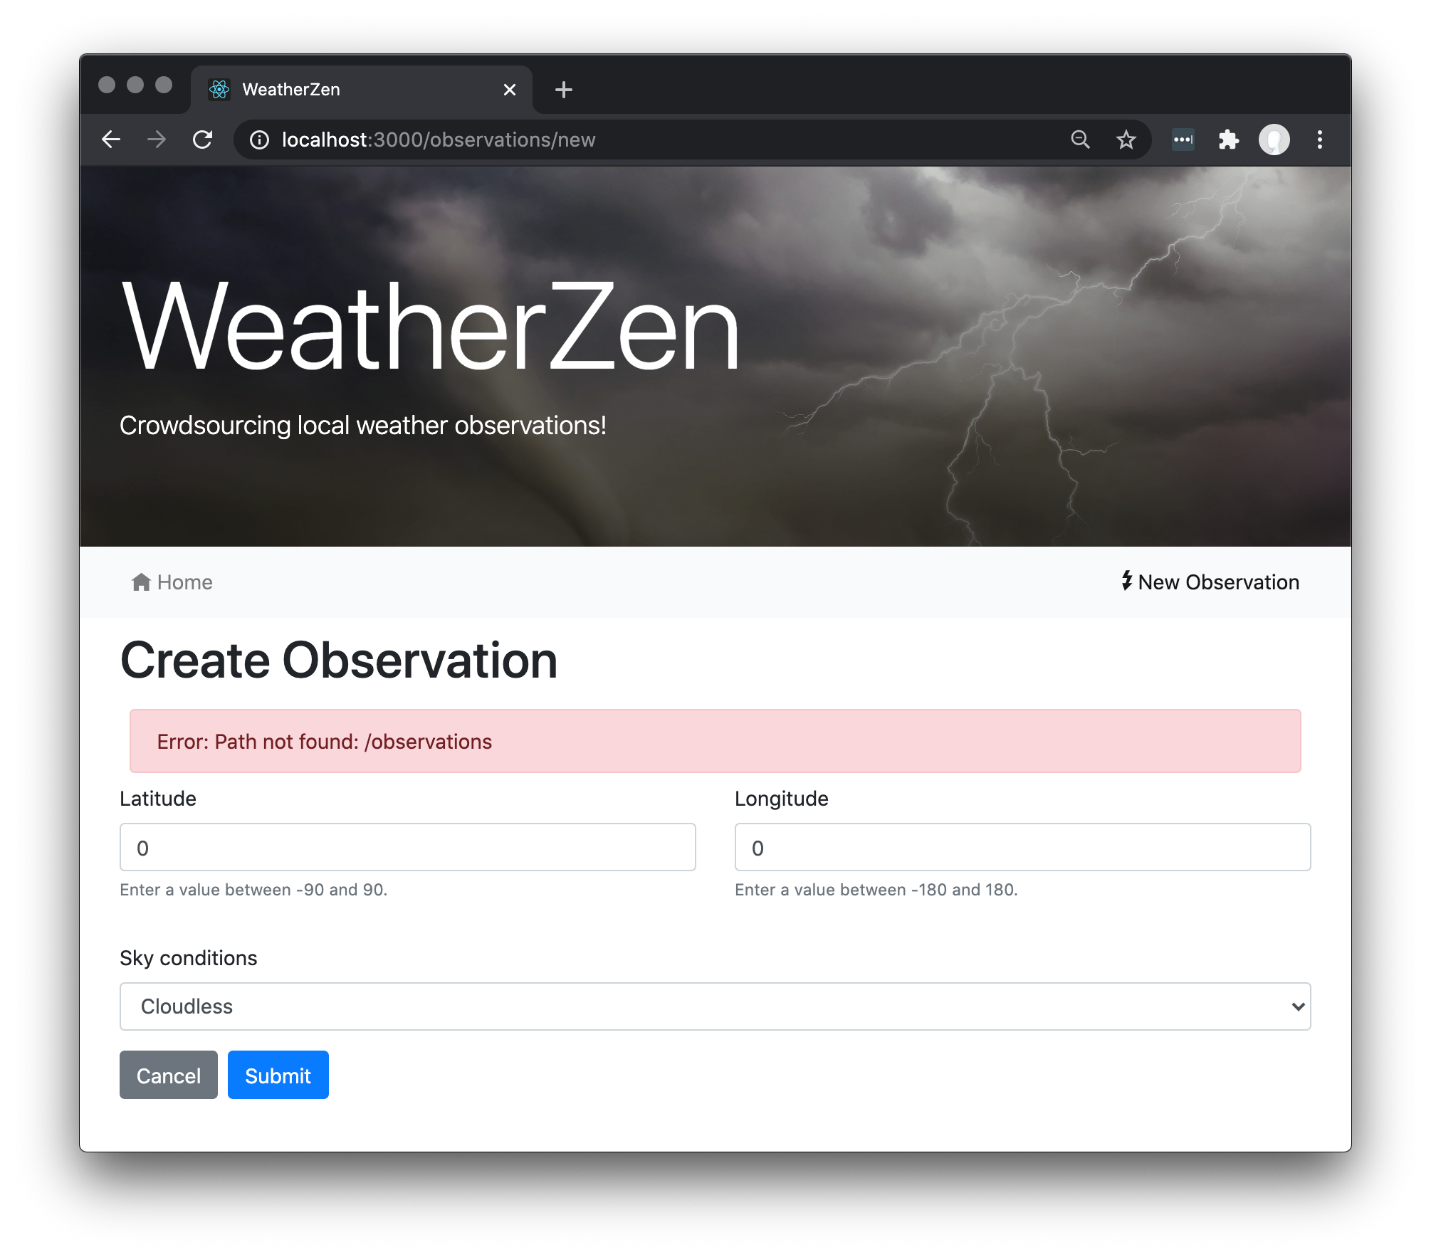 WeatherZen
localhost:3000/observations/new
WeatherZen
Crowdsourcing local weather observations!
Home
New Observation
Create Observation
Error: Path not found: /observations
Latitude
Longitude
0
0
Enter a value between -90 and 90.
Enter a value between -180 and 180.
Sky conditions
Cloudless
Cancel
Submit